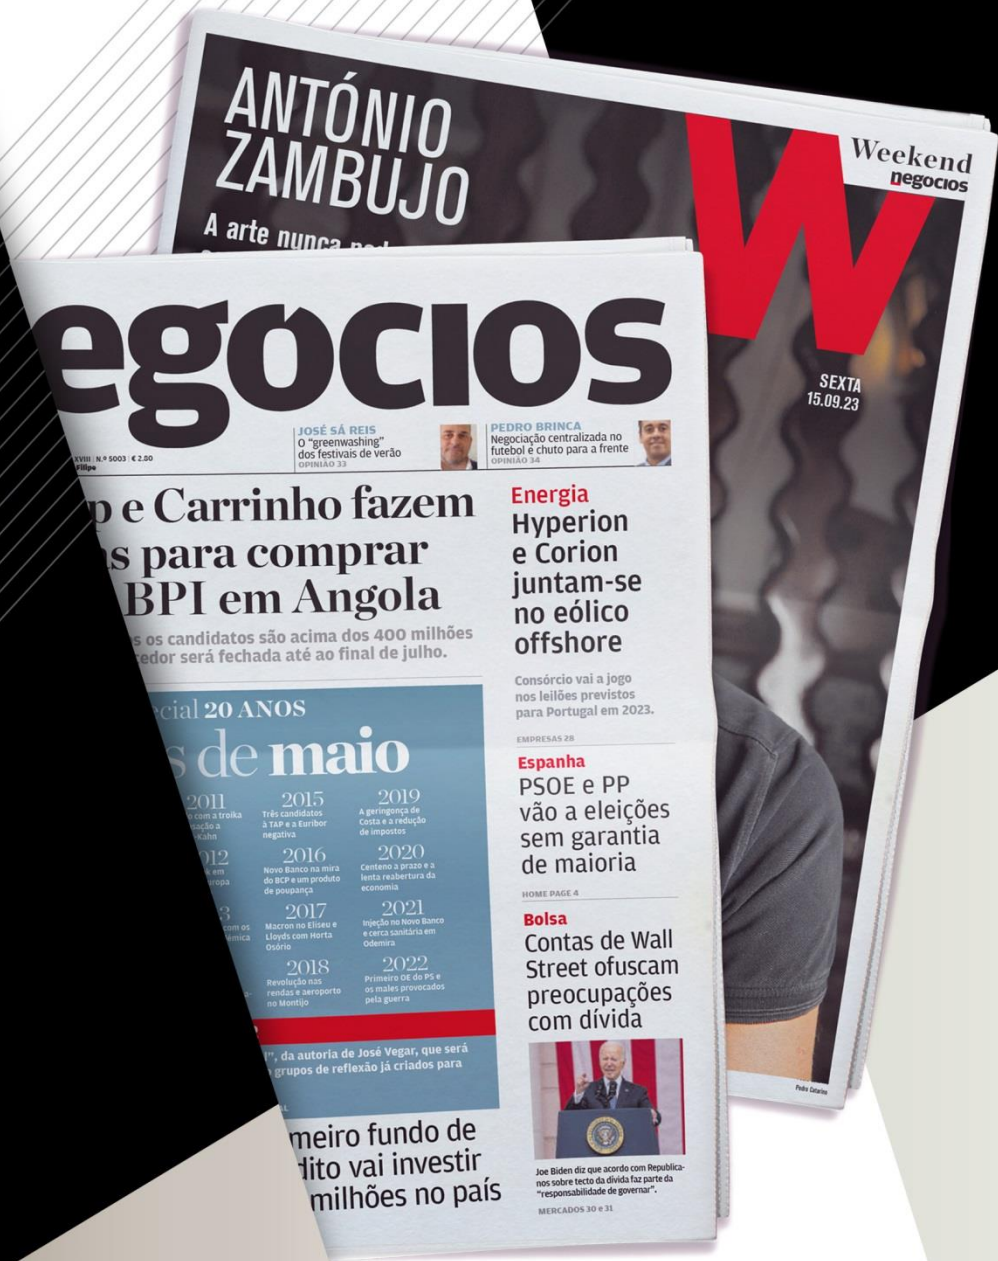 ANTÓNIO
ZAMBUJO
A arte nunca
W
Weekend
negocios
SEXTA
15.09.23
egocios
XVIII | N.º 5003 | € 2.80
Filipe
JOSÉ SÁ REIS
O "greenwashing"
dos festivais de verão
OPINIÃO 33
PEDRO BRINCA
Negociação centralizada no
futebol é chuto para a frente
OPINIÃO 34
p e Carrinho fazem
as para comprar
BPI em Angola
s os candidatos são acima dos 400 milhões
cedor será fechada até ao final de julho.
ecial 20 ANOS
s de maio
2011
o com a troika
sação a
Kahn
2015
Três candidatos
à TAP e a Euribor
negativa
2019
A geringonça de
Costa e a redução
de impostos
012
k em
uropa
2016
Novo Banco na mira
do BCP e um produto
de poupança
2020
Centeno a prazo e a
lenta reabertura da
economia
3
com os
émica
2017
Macron no Eliseu e
Lloyds com Horta
Osório
2021
Injeção no Novo Banco
e cerca sanitária em
Odemira
2018
Revolução nas
rendas e aeroporto
no Montijo
2022
Primeiro OE do PS e
os males provocados
pela guerra
", da autoria de José Vegar, que será
grupos de reflexão já criados para
meiro fundo de
dito vai investir
milhões no país
Energia
Hyperion
e Corion
juntam-se
no eólico
offshore
Consórcio vai a jogo
nos leilões previstos
para Portugal em 2023.
EMPRESAS 28
Espanha
PSOE e PP
vão a eleições
sem garantia
de maioria
HOME PAGE 4
Bolsa
Contas de Wall
Street ofuscam
preocupações
com dívida
Joe Biden diz que acordo com Republica-
nos sobre tecto da dívida faz parte da
"responsabilidade de governar".
MERCADOS 30 e 31
Pedro Catarino